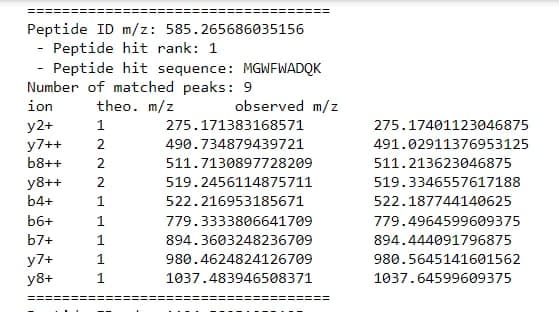 ===================================
Peptide ID m/z: 585.265686035156
- Peptide hit rank: 1
- Peptide hit sequence: MGWFWADQK
Number of matched peaks: 9
ion theo. m/z observed m/z
y2+ 1 275.171383168571 275.17401123046875
y7++ 2 490.734879439721 491.02911376953125
b8++ 2 511.7130897728209 511.213623046875
y8++ 2 519.2456114875711 519.3346557617188
b4+ 1 522.216953185671 522.187744140625
b6+ 1 779.3333806641709 779.4964599609375
b7+ 1 894.3603248236709 894.444091796875
y7+ 1 980.4624824126709 980.5645141601562
y8+ 1 1037.483946508371 1037.64599609375
===================================